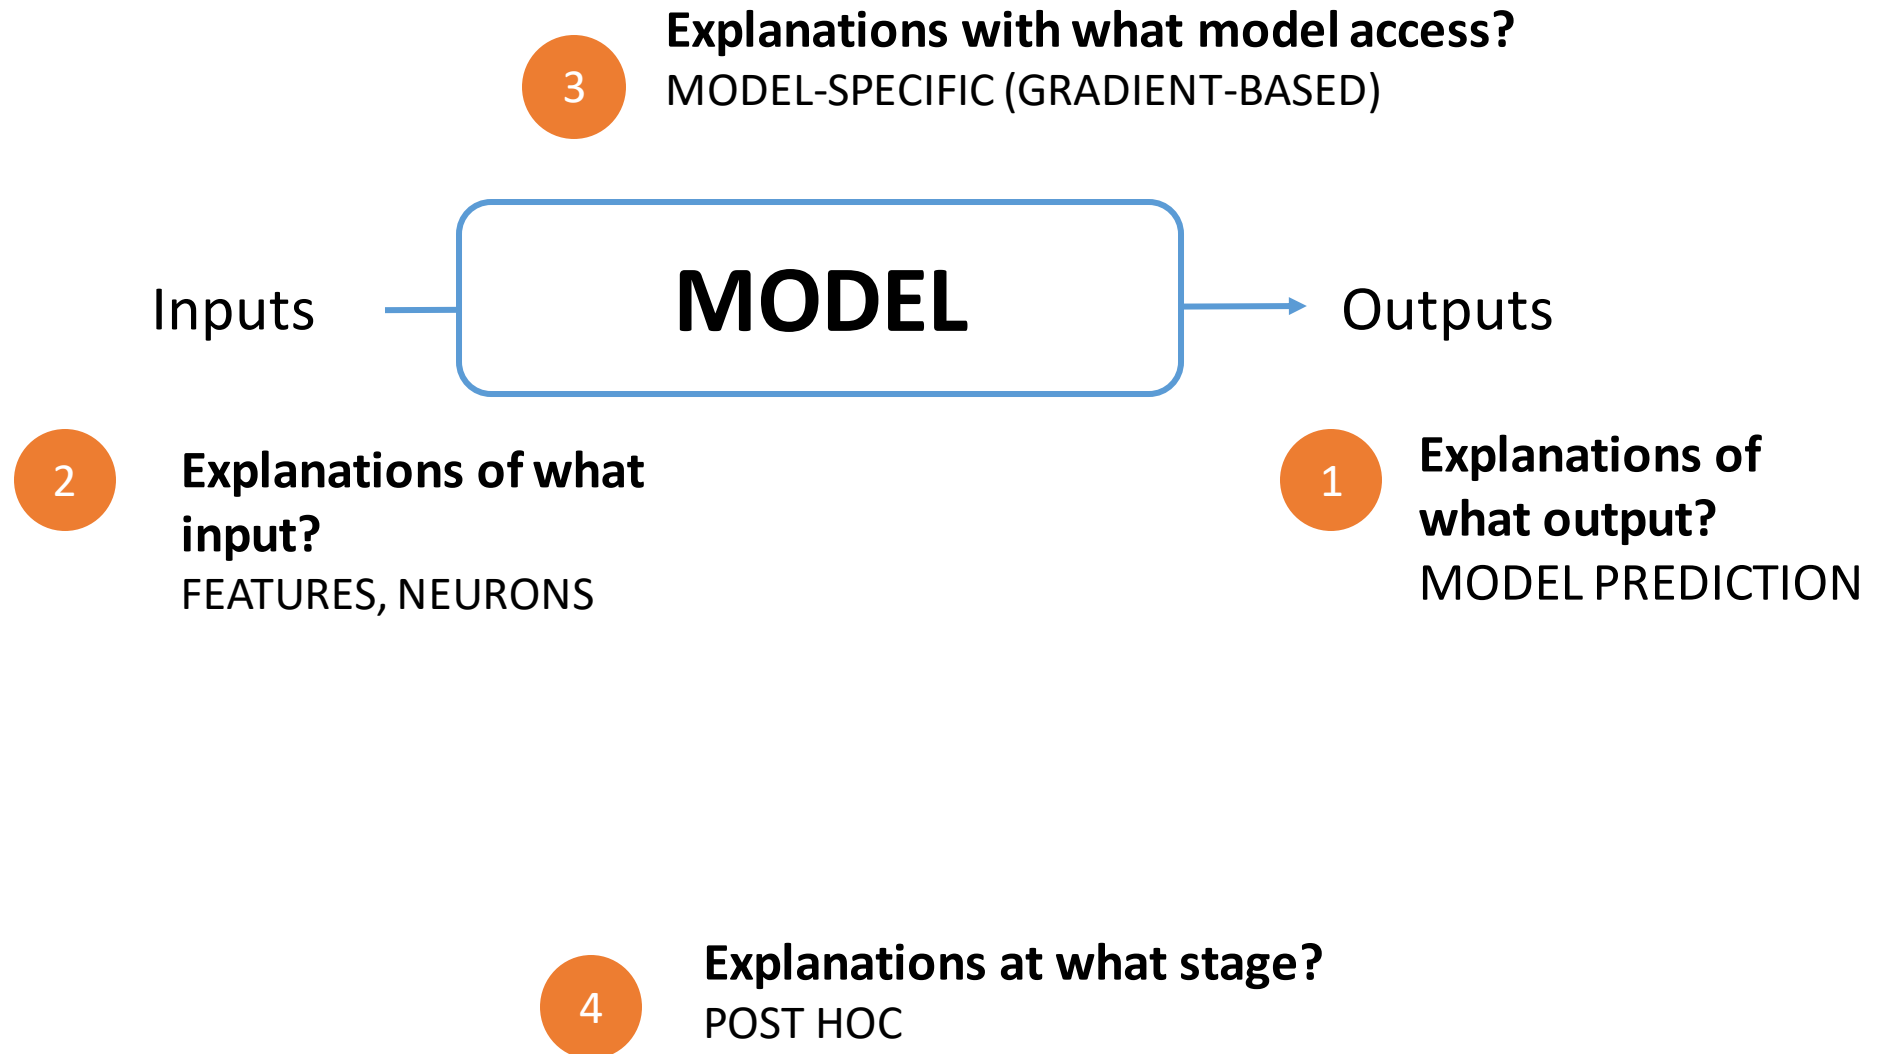 3
Explanations with what model access?
MODEL-SPECIFIC (GRADIENT-BASED)
Inputs
MODEL
Outputs
2
Explanations of what
input?
FEATURES, NEURONS
1
Explanations of
what output?
MODEL PREDICTION
4
Explanations at what stage?
POST HOC